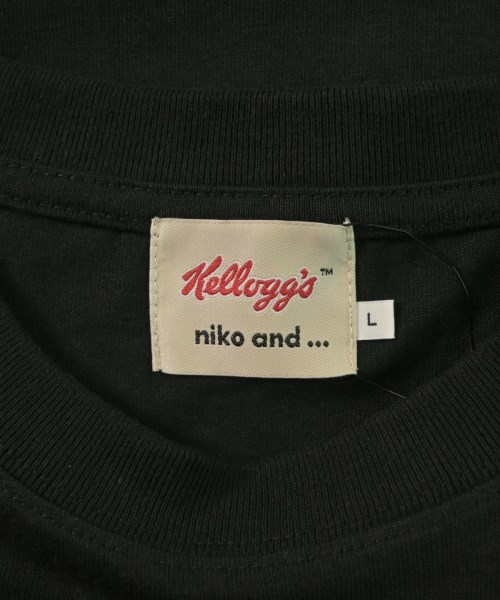 Kellogg's™
niko and ...
L